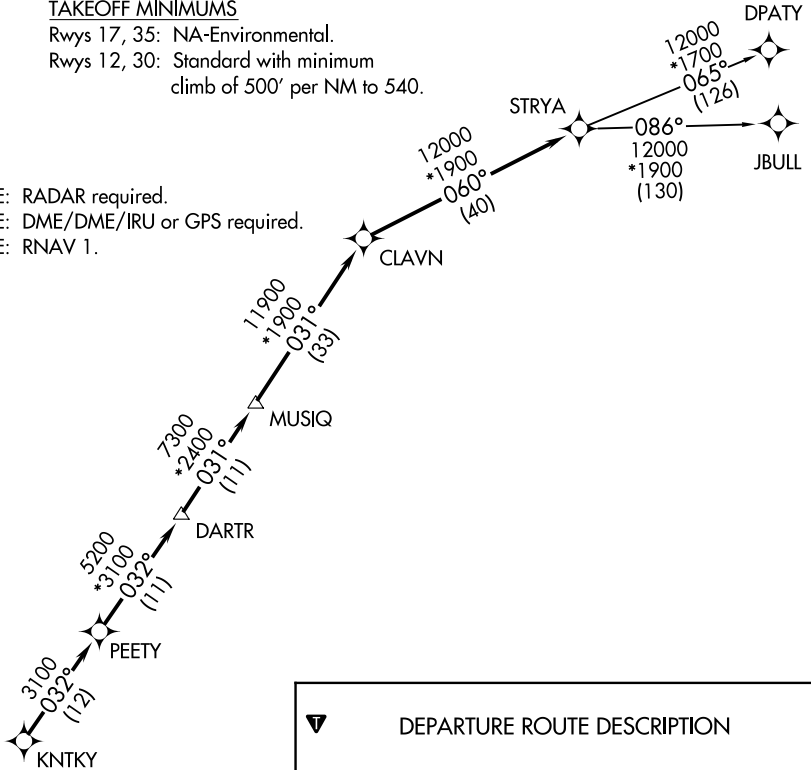 TAKEOFF MINIMUMS
Rwys 17, 35: NA-Environmental.
Rwys 12, 30: Standard with minimum
climb of 500' per NM to 540.
DPATY
12000
*1700
065°
(126)
STRYA
086°
12000
*1900
(130)
JBULL
12000
*1900
060°
(40)
E: RADAR required.
E: DME/DME/IRU or GPS required.
E: RNAV 1.
CLAVN
11900
*1900
031°
(33)
MUSIQ
7300
*2400
031°
(11)
DARTR
5200
*3100
032°
(11)
PEETY
3100
032°
(12)
KNTKY
T DEPARTURE ROUTE DESCRIPTION